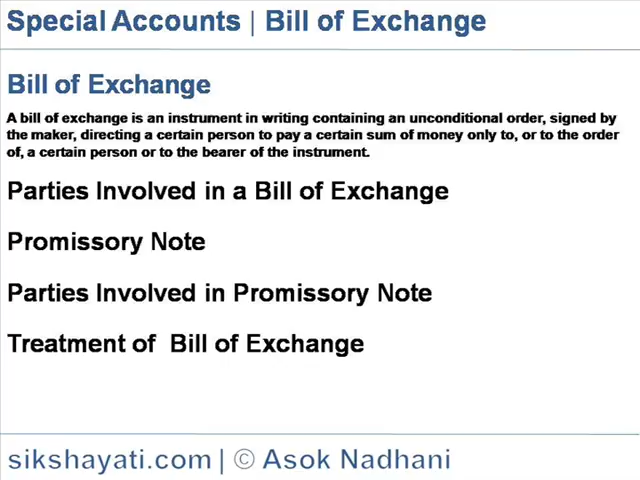 Special Accounts | Bill of Exchange
Bill of Exchange
A bill of exchange is an instrument in writing containing an unconditional order, signed by
the maker, directing a certain person to pay a certain sum of money only to, or to the order
of, a certain person or to the bearer of the instrument.
Parties Involved in a Bill of Exchange
Promissory Note
Parties Involved in Promissory Note
Treatment of  Bill of Exchange
sikshayati.com | © Asok Nadhani